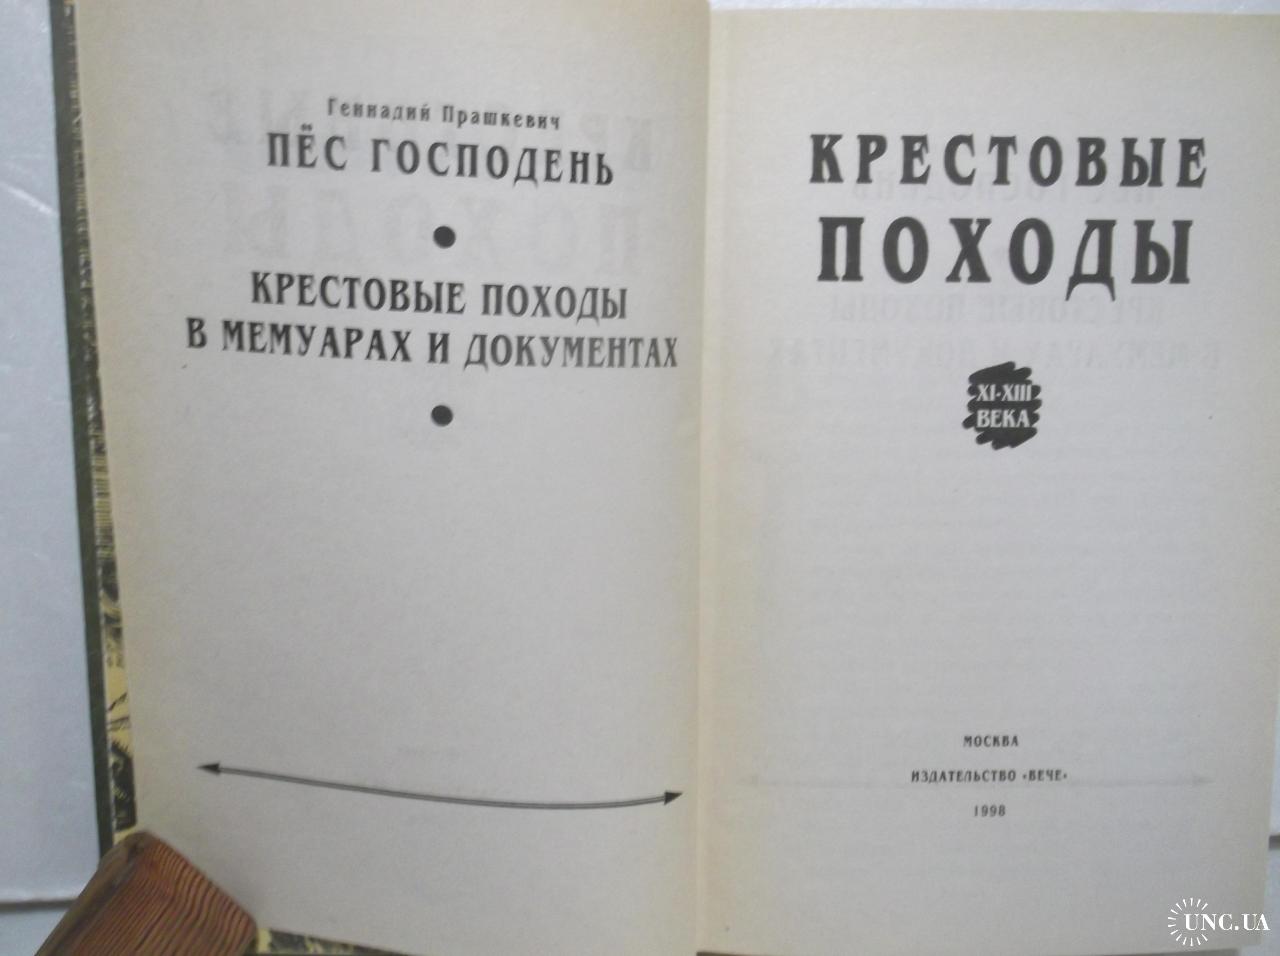 Геннадий Прашкевич
ПЁС ГОСПОДЕНЬ
КРЕСТОВЫЕ ПОХОДЫ
В МЕМУАРАХ И ДОКУМЕНТАХ
КРЕСТОВЫЕ
ПОХОДЫ
XI-XIII
ВЕКА
МОСКВА
ИЗДАТЕЛЬСТВО «ВЕЧЕ»
1998
UNC.UA